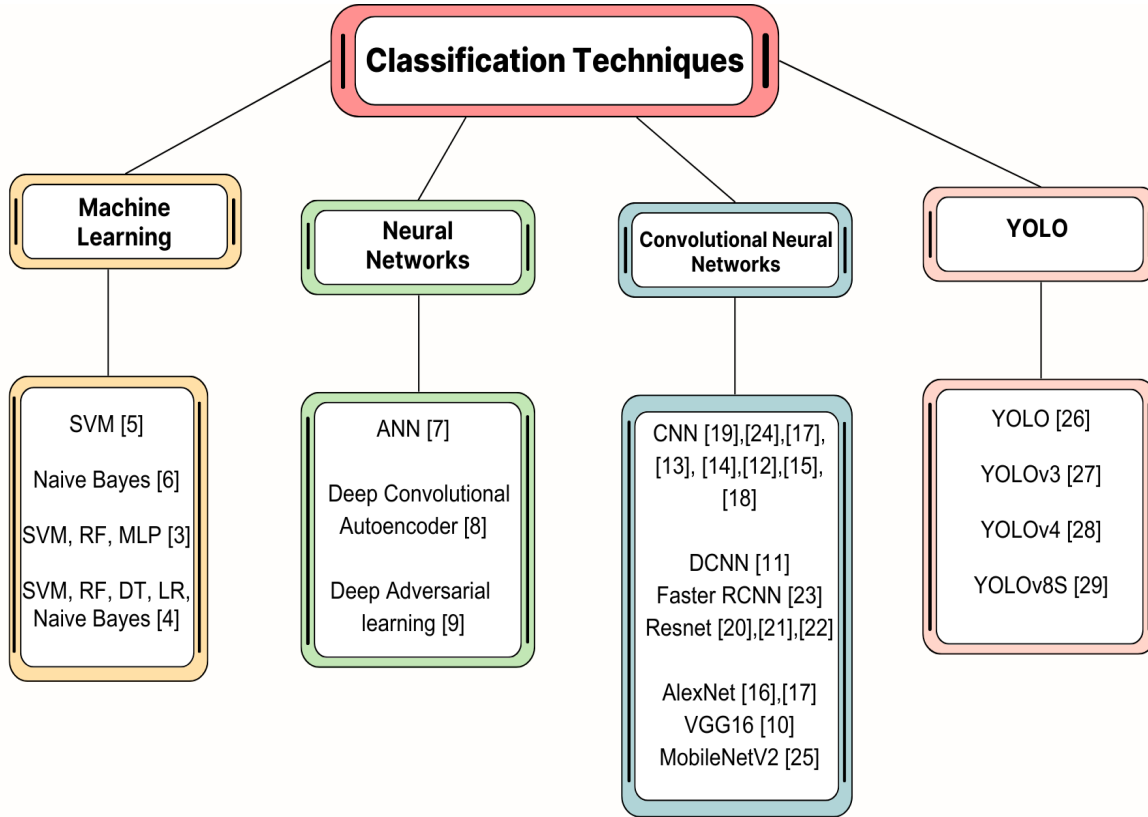 Classification Techniques
Machine
Learning
Neural
Networks
Convolutional Neural
Networks
YOLO
SVM [5]
Naive Bayes [6]
SVM, RF, MLP [3]
SVM, RF, DT, LR,
Naive Bayes [4]
ANN [7]
Deep Convolutional
Autoencoder [8]
Deep Adversarial
learning [9]
CNN [19],[24],[17],
[13], [14],[12],[15],
[18]
DCNN [11]
Faster RCNN [23]
Resnet [20],[21],[22]
AlexNet [16],[17]
VGG16 [10]
MobileNetV2 [25]
YOLO [26]
YOLOv3 [27]
YOLOv4 [28]
YOLOv8S [29]